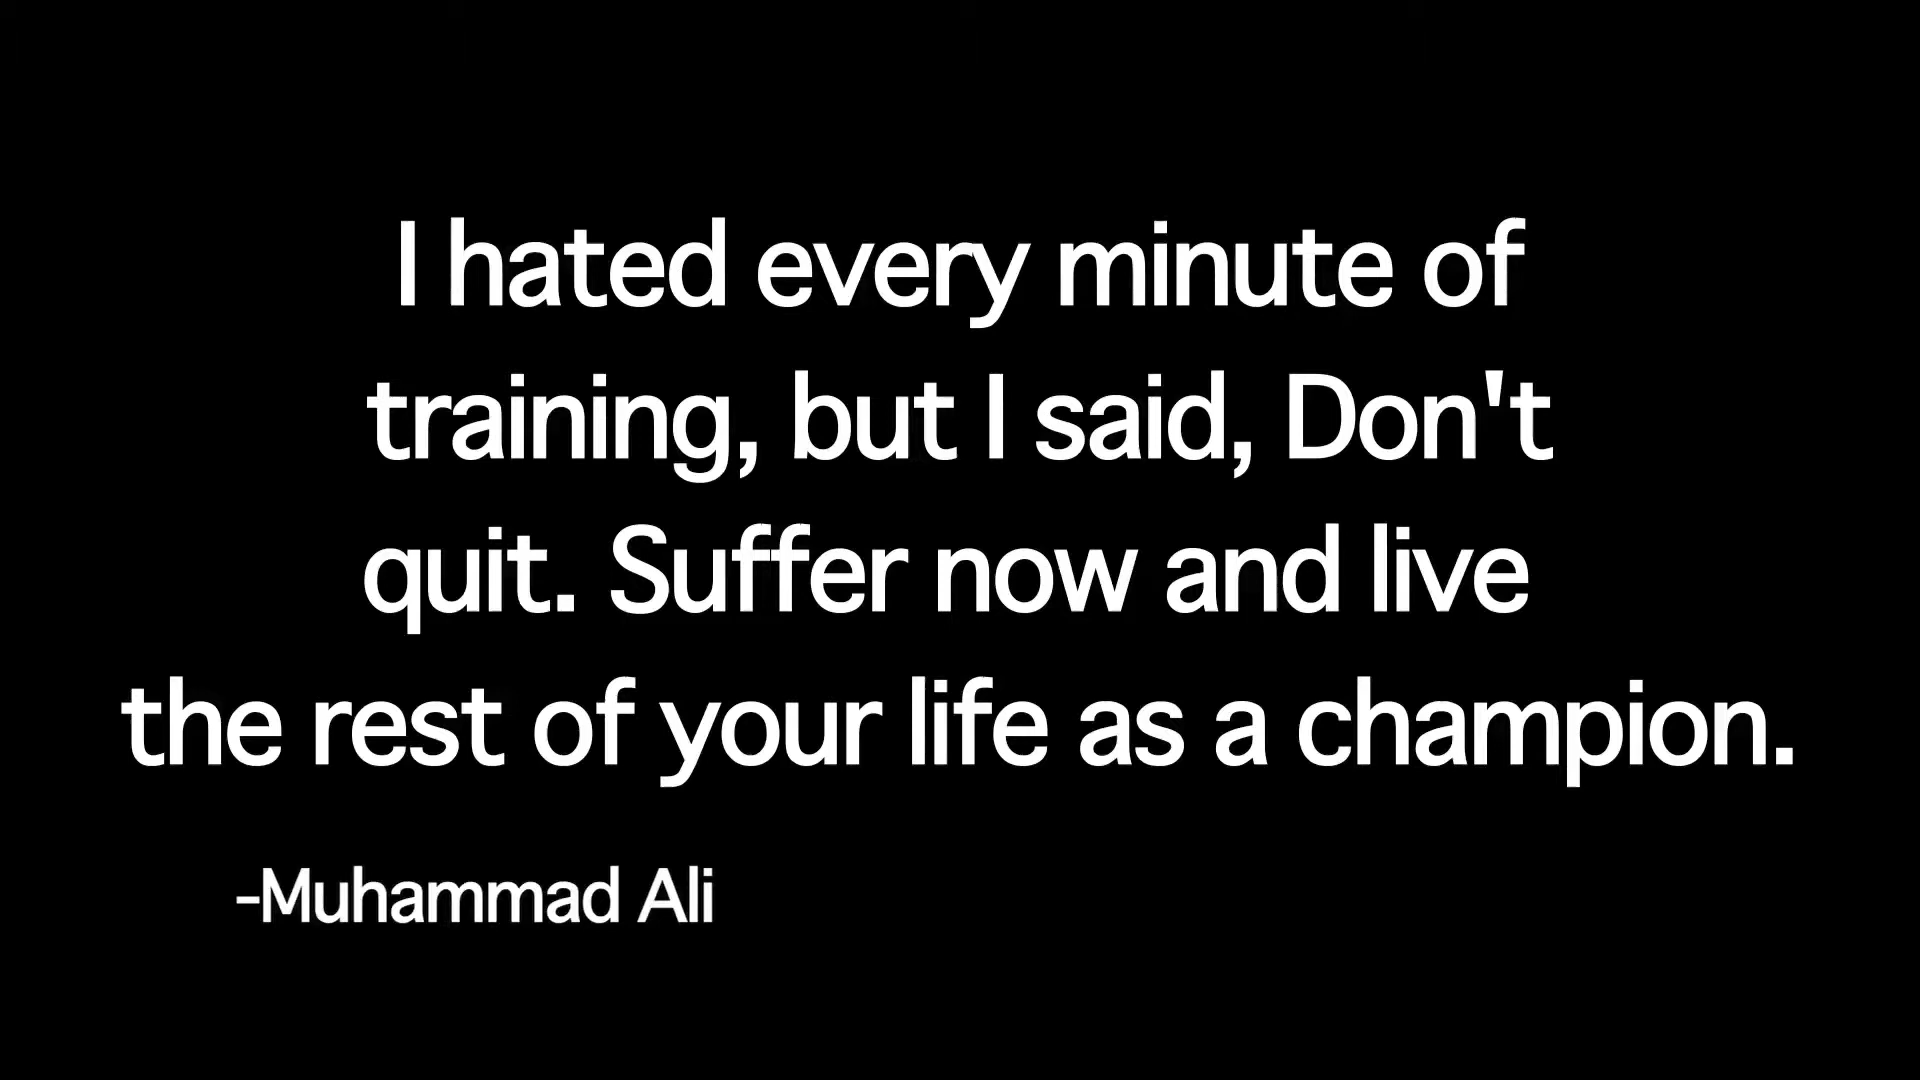 I hated every minute of
training, but I said, Don't
quit. Suffer now and live
the rest of your life as a champion.
-Muhammad Ali